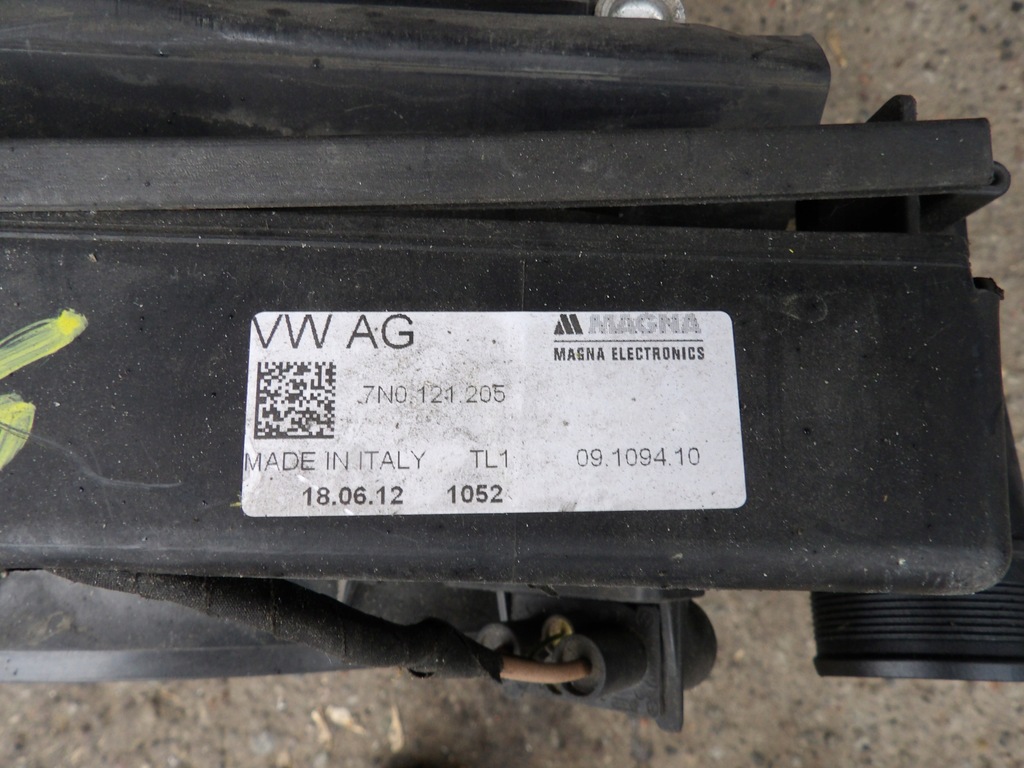 VW AG
MAGNA
MAGNA ELECTRONICS
7N0.121.205
MADE IN ITALY TL1 09.1094.10
18.06.12 1052